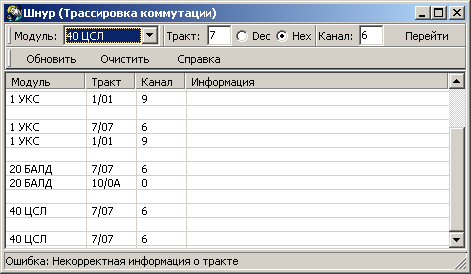 Шнур (Трассировка коммутации)
Модуль: 40 ЦСЛ Тракт: 7 Dec Hex Канал: 6 Перейти
Обновить Очистить Справка
Модуль Тракт Канал Информация
1 УКС 1/01 9
1 УКС 7/07 6
1 УКС 1/01 9
20 БАЛД 7/07 6
20 БАЛД 10/0A 0
40 ЦСЛ 7/07 6
40 ЦСЛ 7/07 6
Ошибка: Некорректная информация о тракте